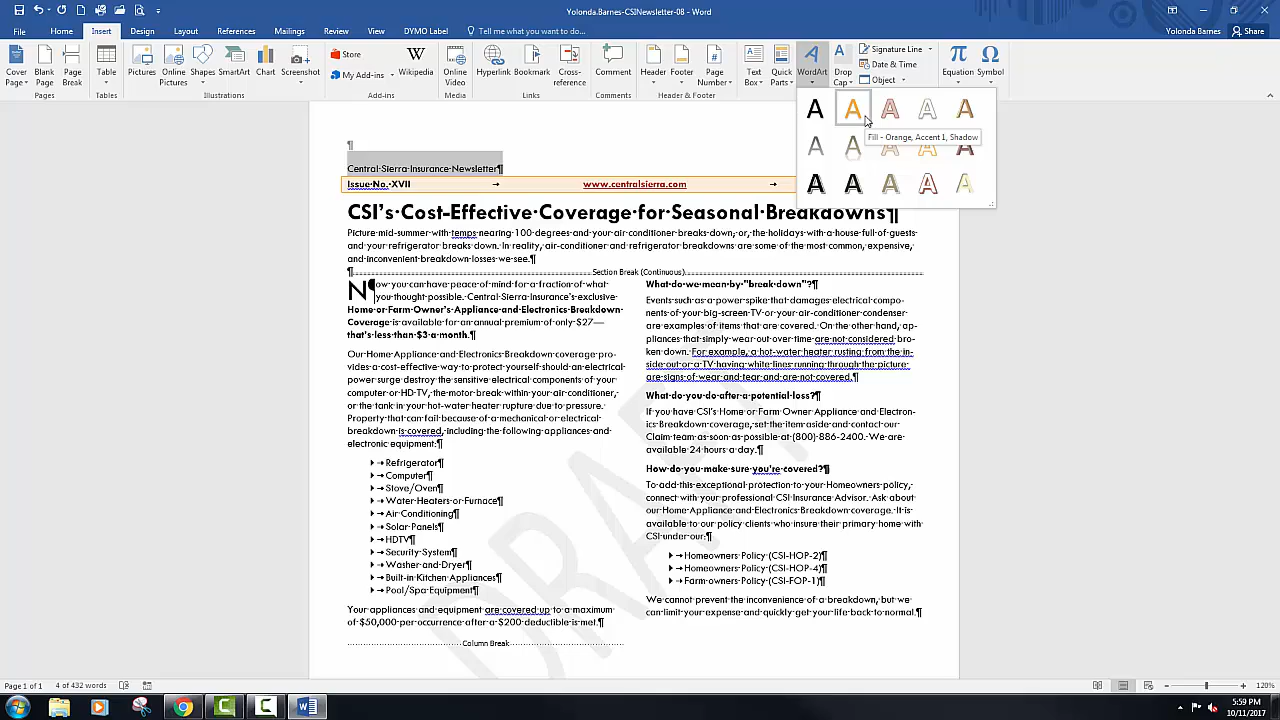 Yolonda.Barnes-CSINewsletter-08 - Word
File Home Insert Design Layout References Mailings Review View DYMO Label Tell me what you want to do... Yolonda Barnes Share
Cover Page Blank Page Page Break Table Pictures Online Pictures Shapes SmartArt Chart Screenshot Store My Add-ins Wikipedia Online Video Hyperlink Bookmark Cross-reference Comment Header Footer Page Number Text Box Quick Parts WordArt Drop Cap Signature Line Date & Time Object Equation Symbol
Pages Tables Illustrations Add-ins Media Links Comments Header & Footer
Fill - Orange, Accent 1, Shadow
¶
Central·Sierra·Insurance·Newsletter¶
Issue·No.·XVII → www.centralsierra.com →
CSI's·Cost-Effective·Coverage·for·Seasonal·Breakdowns¶
Picture·mid-summer·with·temps·nearing·100·degrees·and·your·air·conditioner·breaks·down,·or,·the·holidays·with·a·house·full·of·guests·
and·your·refrigerator·breaks·down.·In·reality,·air·conditioner·and·refrigerator·breakdowns·are·some·of·the·most·common,·expensive,·
and·inconvenient·breakdown·losses·we·see.¶
¶ Section Break (Continuous)
N¶ow·you·can·have·peace·of·mind·for·a·fraction·of·what·
you·thought·possible.·Central·Sierra·Insurance's·exclusive·
Home·or·Farm·Owner's·Appliance·and·Electronics·Breakdown·
Coverage·is·available·for·an·annual·premium·of·only·$27—
that's·less·than·$3·a·month.¶
Our·Home·Appliance·and·Electronics·Breakdown·coverage·pro-
vides·a·cost-effective·way·to·protect·yourself·should·an·electrical·
power·surge·destroy·the·sensitive·electrical·components·of·your·
computer·or·HD·TV,·the·motor·break·within·your·air·conditioner,·
or·the·tank·in·your·hot·water·heater·rupture·due·to·pressure.·
Property·that·can·fail·because·of·a·mechanical·or·electrical·
breakdown·is·covered,·including·the·following·appliances·and·
electronic·equipment:¶
→Refrigerator¶
→Computer¶
→Stove/Oven¶
→Water·Heaters·or·Furnace¶
→Air·Conditioning¶
→Solar·Panels¶
→HDTV¶
→Security·System¶
→Washer·and·Dryer¶
→Built-in·Kitchen·Appliances¶
→Pool/Spa·Equipment¶
Your·appliances·and·equipment·are·covered·up·to·a·maximum·
of·$50,000·per·occurrence·after·a·$200·deductible·is·met.¶
Column Break
What·do·we·mean·by·"break·down"?¶
Events·such·as·a·power·spike·that·damages·electrical·compo-
nents·of·your·big-screen·TV·or·your·air·conditioner·condenser·
are·examples·of·items·that·are·covered.·On·the·other·hand,·ap-
pliances·that·simply·wear·out·over·time·are·not·considered·bro-
ken·down.·For·example,·a·hot·water·heater·rusting·from·the·in-
side·out·or·a·TV·having·white·lines·running·through·the·picture·
are·signs·of·wear·and·tear·and·are·not·covered.¶
What·do·you·do·after·a·potential·loss?¶
If·you·have·CSI's·Home·or·Farm·Owner·Appliance·and·Electron-
ics·Breakdown·coverage,·set·the·item·aside·and·contact·our·
Claim·team·as·soon·as·possible·at·(800)·886-2400.·We·are·
available·24·hours·a·day.¶
How·do·you·make·sure·you're·covered?¶
To·add·this·exceptional·protection·to·your·Homeowners·policy,·
connect·with·your·professional·CSI·Insurance·Advisor.·Ask·about·
our·Home·Appliance·and·Electronics·Breakdown·coverage.·It·is·
available·to·our·policy·clients·who·insure·their·primary·home·with·
CSI·under·our:¶
→Homeowners·Policy·(CSI-HOP-2)¶
→Homeowners·Policy·(CSI-HOP-4)¶
→Farm·owners·Policy·(CSI-FOP-1)¶
We·cannot·prevent·the·inconvenience·of·a·breakdown,·but·we·
can·limit·your·expense·and·quickly·get·your·life·back·to·normal.¶
DRAFT
Page 1 of 1 4 of 432 words 120%
5:59 PM
10/11/2017